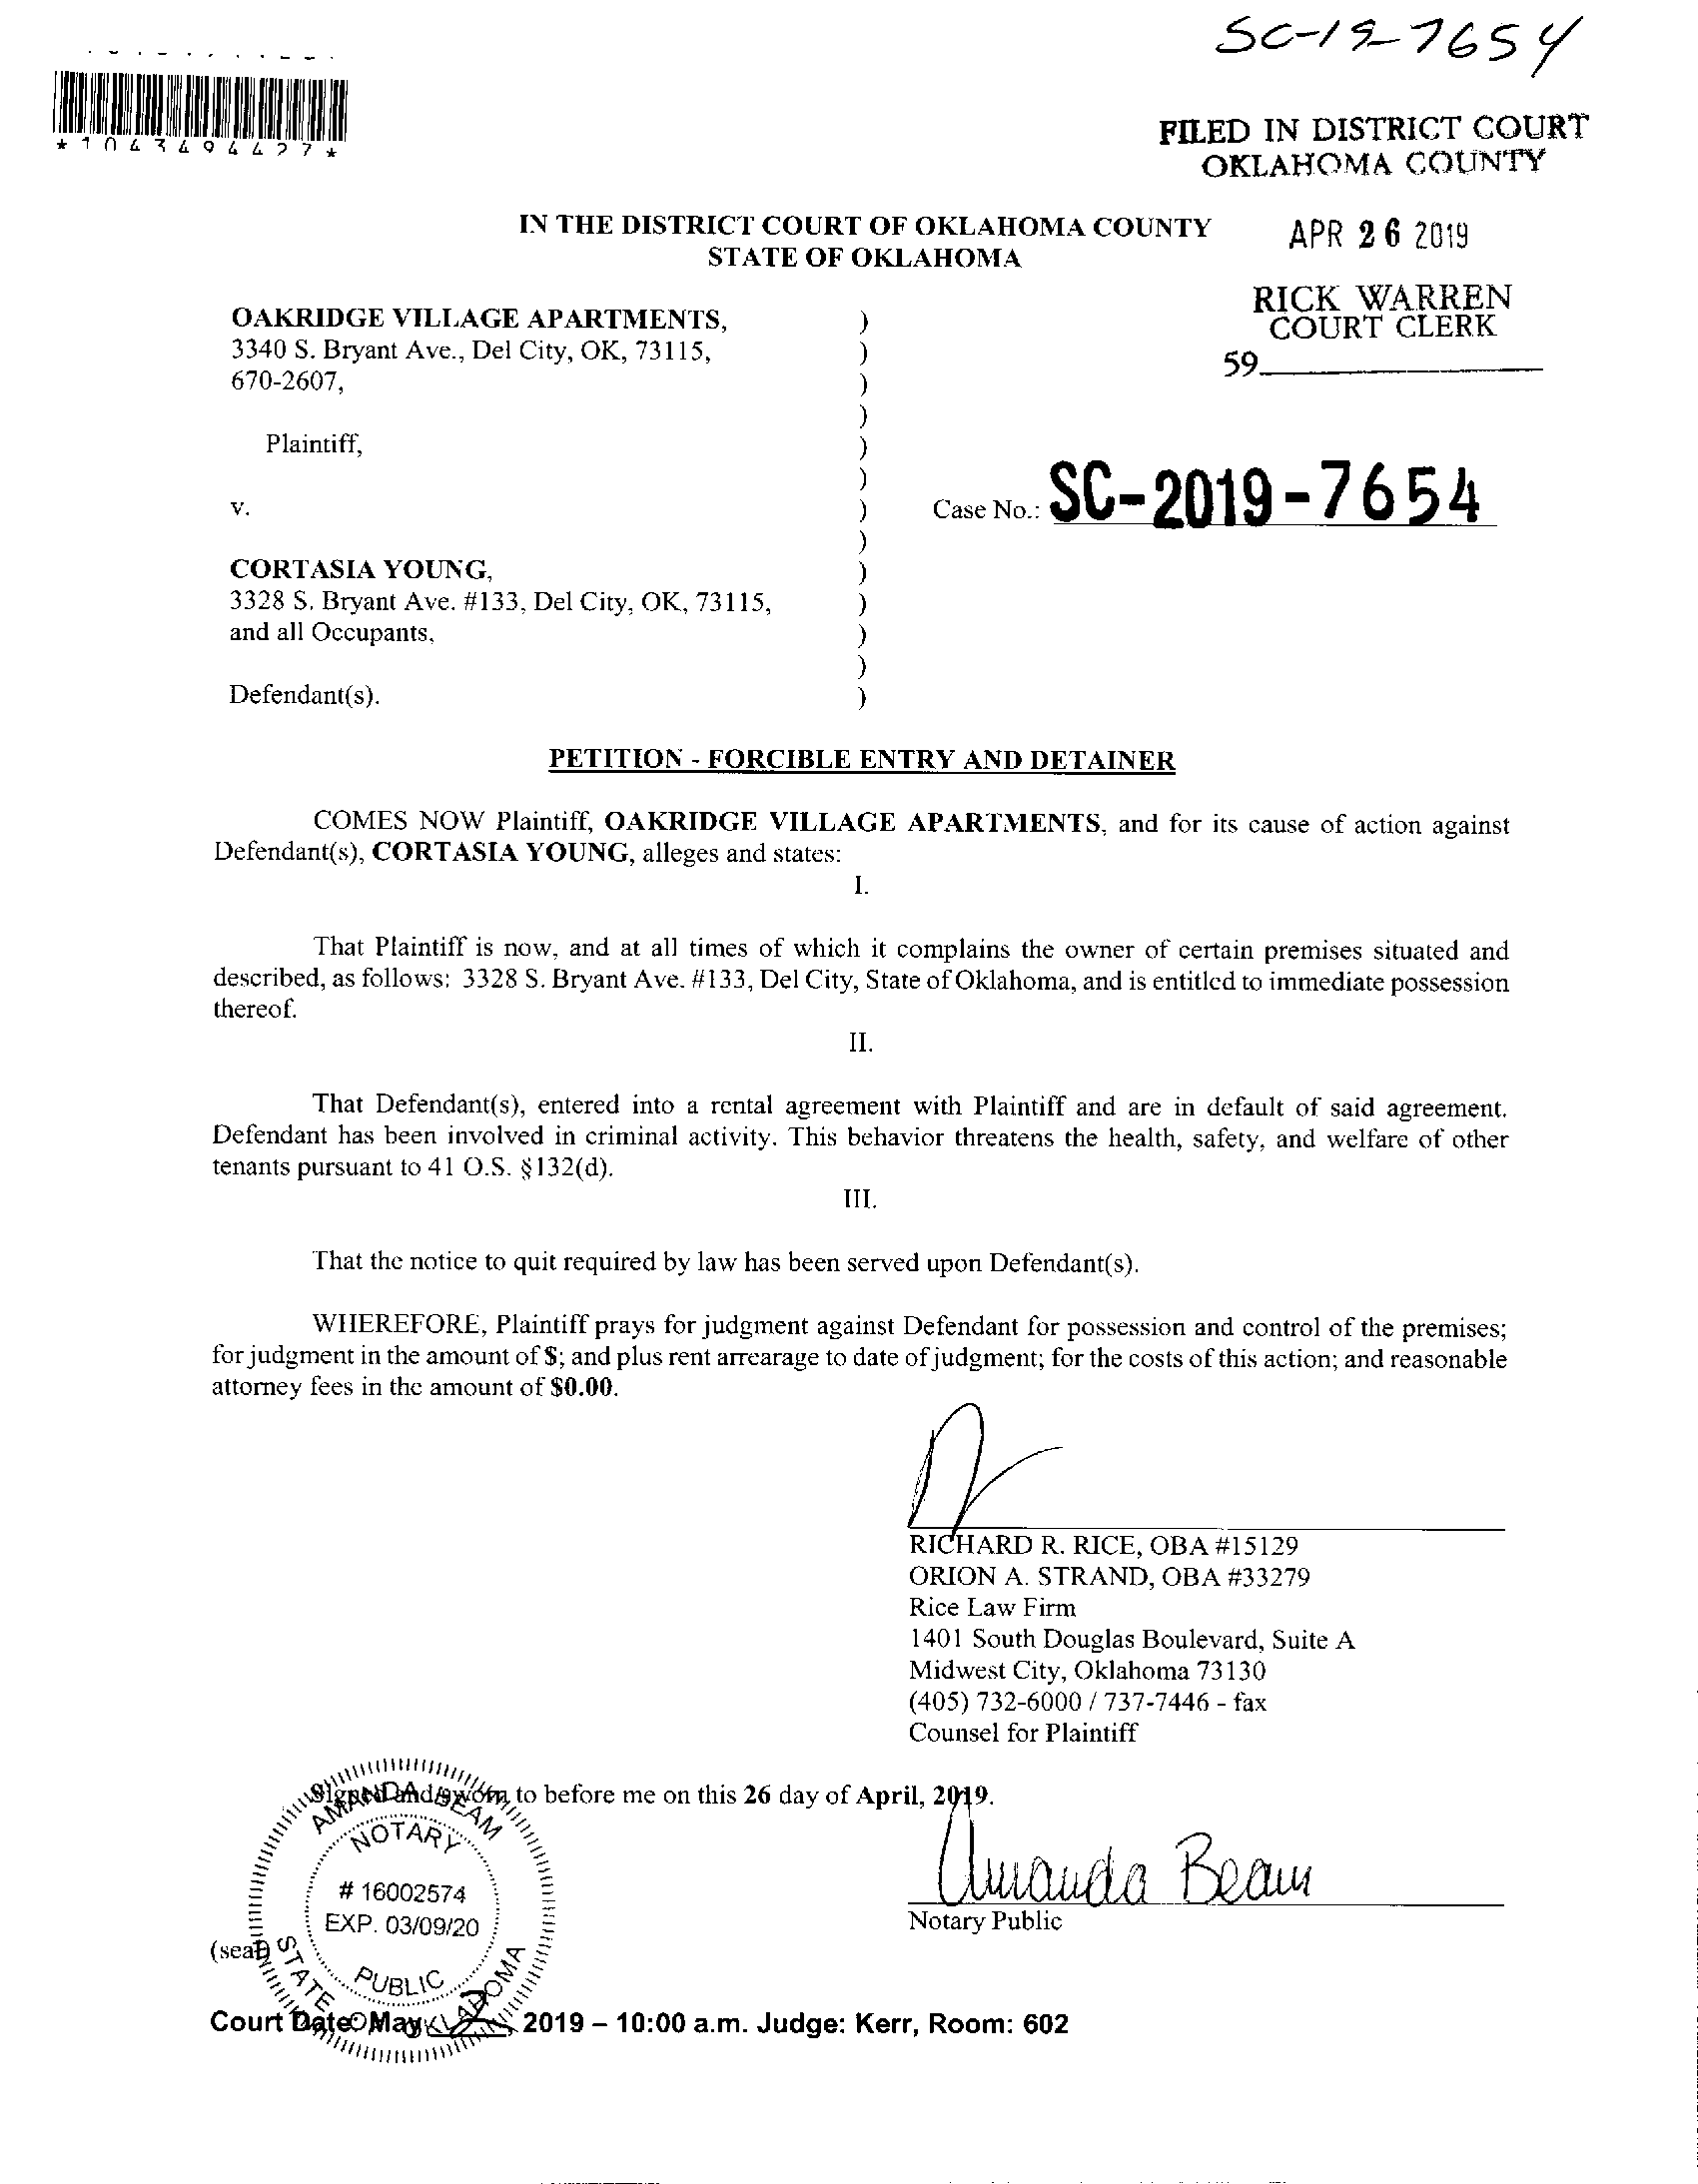 SC-19-7654
*1043494427*
FILED IN DISTRICT COURT
OKLAHOMA COUNTY
IN THE DISTRICT COURT OF OKLAHOMA COUNTY
STATE OF OKLAHOMA
APR 26 2019
RICK WARREN
COURT CLERK
59
OAKRIDGE VILLAGE APARTMENTS, )
3340 S. Bryant Ave., Del City, OK, 73115, )
670-2607, )
)
Plaintiff, )
)
v. )
Case No.: SC-2019-7654
)
CORTASIA YOUNG, )
3328 S. Bryant Ave. #133, Del City, OK, 73115, )
and all Occupants, )
)
Defendant(s). )
PETITION - FORCIBLE ENTRY AND DETAINER
COMES NOW Plaintiff, OAKRIDGE VILLAGE APARTMENTS, and for its cause of action against
Defendant(s), CORTASIA YOUNG, alleges and states:
I.
That Plaintiff is now, and at all times of which it complains the owner of certain premises situated and
described, as follows: 3328 S. Bryant Ave. #133, Del City, State of Oklahoma, and is entitled to immediate possession
thereof.
II.
That Defendant(s), entered into a rental agreement with Plaintiff and are in default of said agreement.
Defendant has been involved in criminal activity. This behavior threatens the health, safety, and welfare of other
tenants pursuant to 41 O.S. §132(d).
III.
That the notice to quit required by law has been served upon Defendant(s).
WHEREFORE, Plaintiff prays for judgment against Defendant for possession and control of the premises;
for judgment in the amount of $; and plus rent arrearage to date of judgment; for the costs of this action; and reasonable
attorney fees in the amount of $0.00.
RICHARD R. RICE, OBA #15129
ORION A. STRAND, OBA #33279
Rice Law Firm
1401 South Douglas Boulevard, Suite A
Midwest City, Oklahoma 73130
(405) 732-6000 / 737-7446 - fax
Counsel for Plaintiff
Signed and sworn to before me on this 26 day of April, 2019.
AMANDA BEAM
NOTARY
# 16002574
EXP. 03/09/20
PUBLIC
STATE OF OKLAHOMA
Amanda Beam
Notary Public
(seal)
Court Date: May 2, 2019 – 10:00 a.m. Judge: Kerr, Room: 602